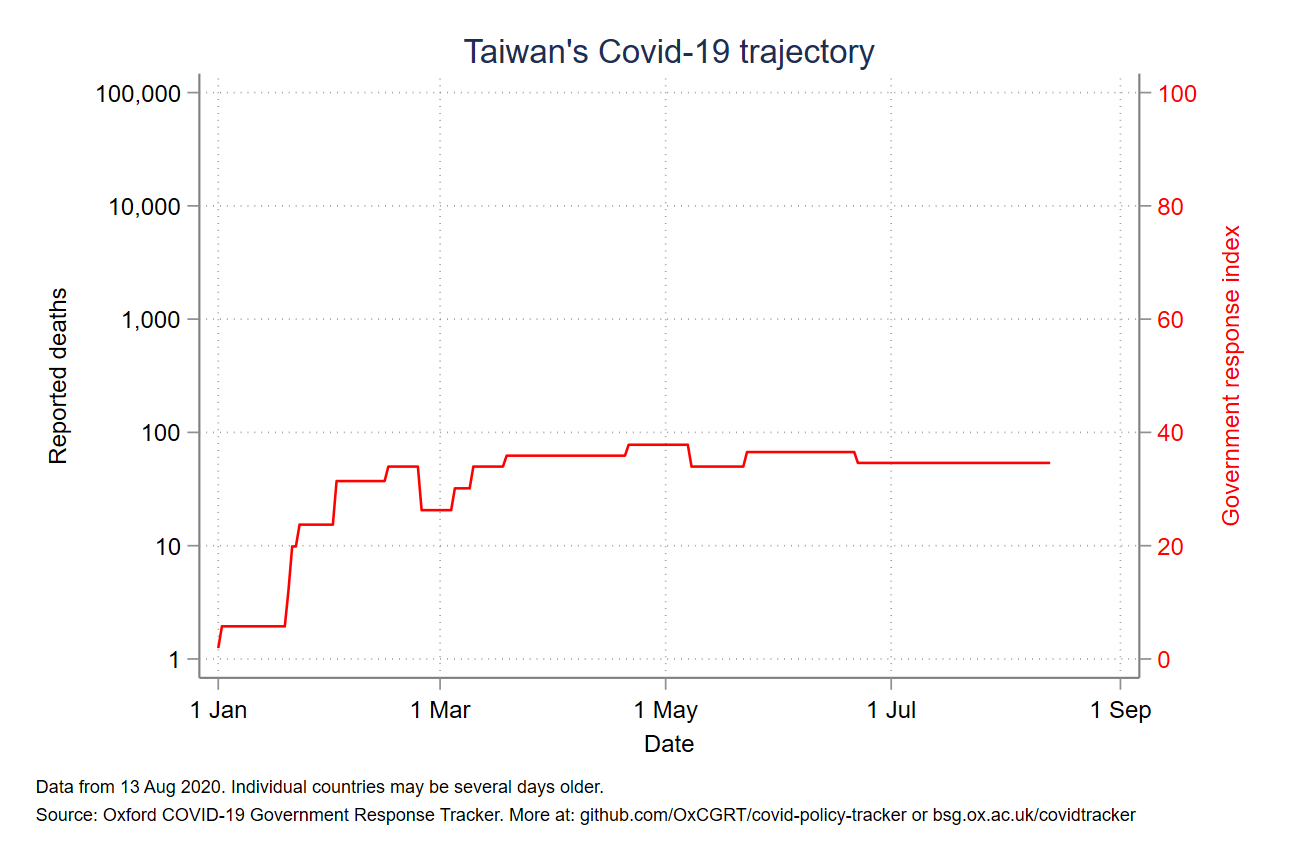 Taiwan's Covid-19 trajectory
100,000
10,000
1,000
100
10
1
Reported deaths
100
80
60
40
20
0
Government response index
1 Jan
1 Mar
1 May
1 Jul
1 Sep
Date
Data from 13 Aug 2020. Individual countries may be several days older.
Source: Oxford COVID-19 Government Response Tracker. More at: github.com/OxCGRT/covid-policy-tracker or bsg.ox.ac.uk/covidtracker